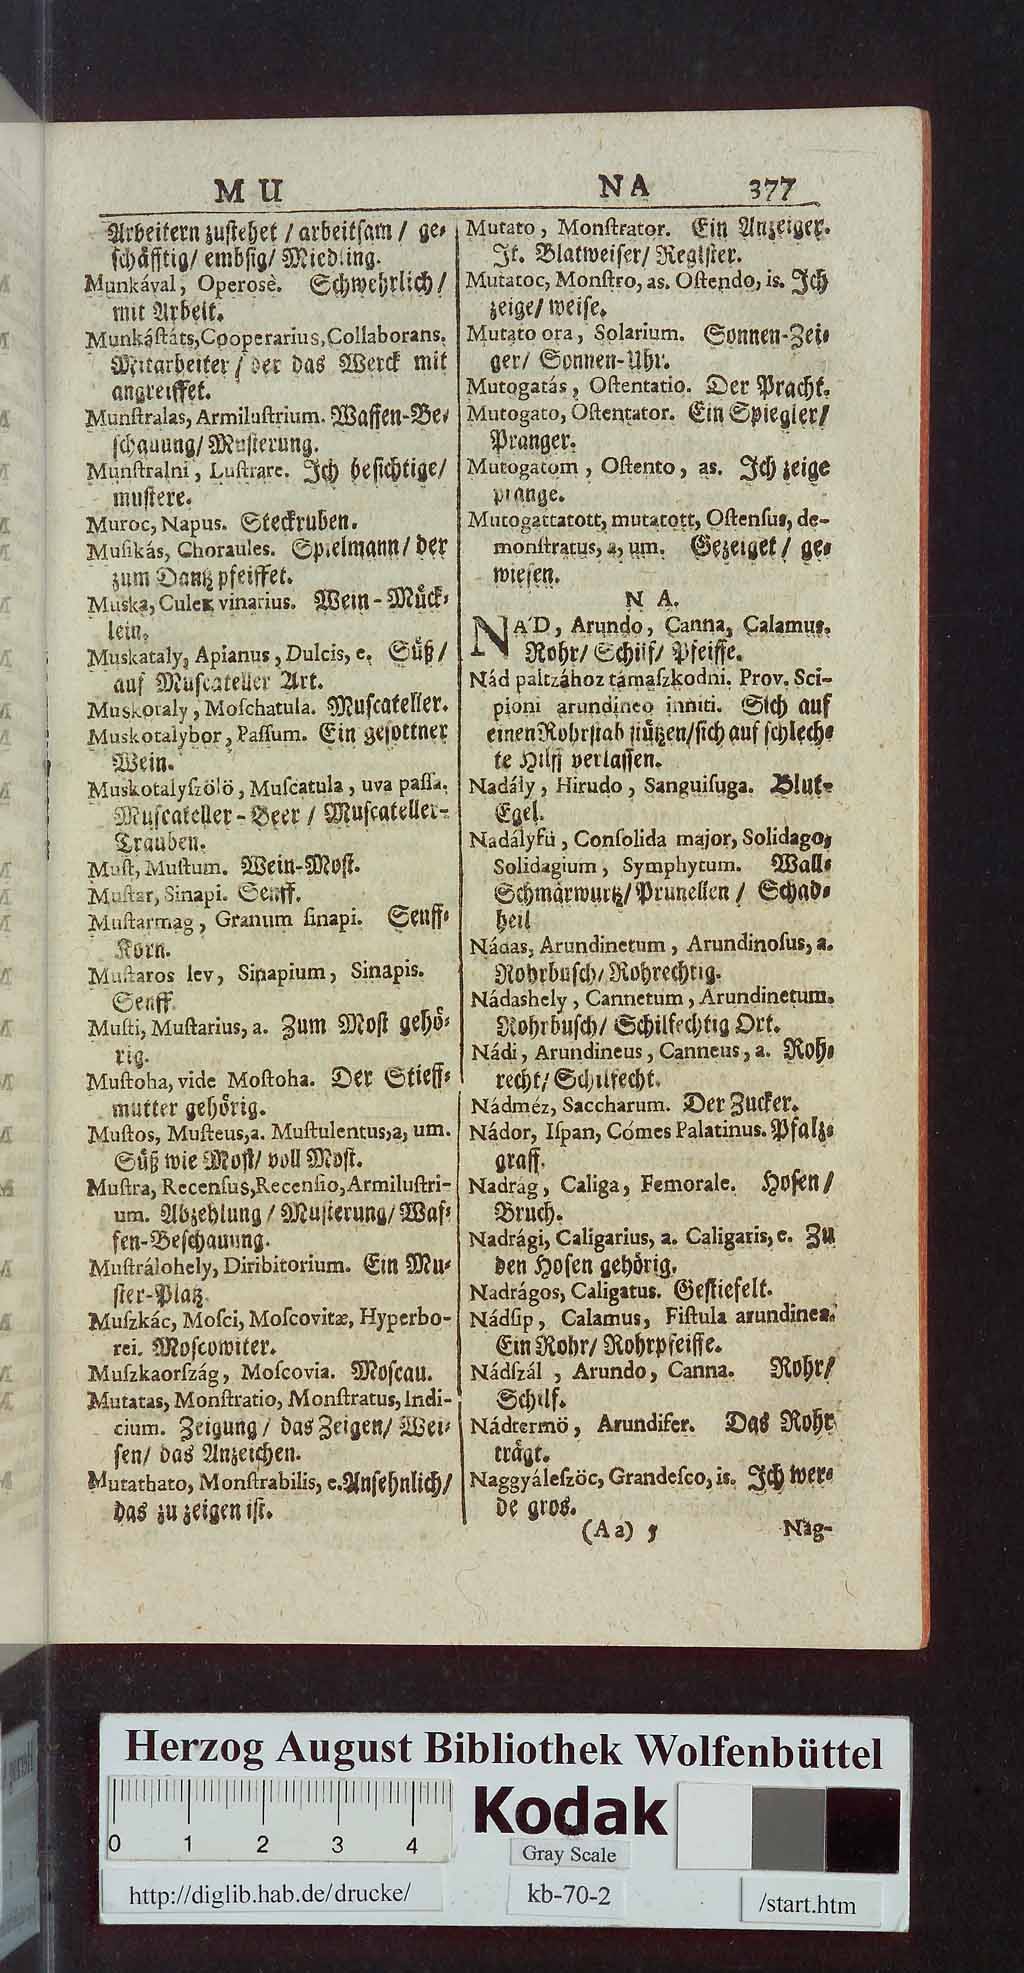 MU NA 377
Arbeitern zustehet / arbeitsam / ge-
schäfftig/ embsig/ Miedling.
Munkával, Operosè. Schwehrlich/
mit Arbeit.
Munkástárs, Cooperarius, Collaborans.
Mitarbeiter / der das Werck mit
angreiffet.
Munſtralas, Armiluſtrium. Waffen-Be-
schauung/ Musterung.
Munſtralni, Luſtrare. Ich besichtige/
mustere.
Muroc, Napus. Steckruben.
Muſikás, Choraules. Spielmann/ der
zum Dantz pfeiffet.
Muska, Culex vinarius. Wein-Mück-
lein.
Muskataly, Apianus, Dulcis, e. Süß/
auf Muscateller Art.
Muskotaly, Moſchatula. Muscateller.
Muskotalybor, Paſſum. Ein gesottner
Wein.
Muskotalyſzölö, Muſcatula, uva paſſa.
Muscateller-Beer / Muscateller-
Trauben.
Muſt, Muſtum. Wein-Most.
Muſtar, Sinapi. Senff.
Muſtarmag, Granum ſinapi. Senff-
Korn.
Muſtaros lev, Sinapium, Sinapis.
Senff.
Muſti, Muſtarius, a. Zum Most gehö-
rig.
Muſtoha, vide Moſtoha. Der Stieff-
mutter gehörig.
Muſtos, Muſteus, a. Muſtulentus, a, um.
Süß wie Most/ voll Most.
Muſtra, Recenſus, Recenſio, Armiluſtri-
um. Abzehlung / Musterung/ Waf-
fen-Beschauung.
Muſtrálohely, Diribitorium. Ein Mu-
ster-Platz.
Muſzkác, Moſci, Moſcovitæ, Hyperbo-
rei. Moscowiter.
Muſzkaorſzág, Moſcovia. Moscau.
Mutatas, Monſtratio, Monſtratus, Indi-
cium. Zeigung / das Zeigen/ Wei-
sen/ das Anzeichen.
Mutathato, Monſtrabilis, e. Ansehnlich/
das zu zeigen ist.
Mutato, Monſtrator. Ein Anzeiger.
It. Blatweiser/ Register.
Mutatoc, Monſtro, as. Oſtendo, is. Ich
zeige/ weise.
Mutato ora, Solarium. Sonnen-Zei-
ger/ Sonnen-Uhr.
Mutogatás, Oſtentatio. Der Pracht.
Mutogato, Oſtentator. Ein Spiegler/
Pranger.
Mutogatom, Oſtento, as. Ich zeige
prange.
Mutogattatott, mutatott, Oſtenſus, de-
monſtratus, a, um. Gezeiget / ge-
wiesen.
NA.
NÁD, Arundo, Canna, Calamus.
Rohr/ Schilf/ Pfeiffe.
Nád paltzához támaſzkodni. Prov. Sci-
pioni arundineo inniti. Sich auf
einen Rohrstab stützen/ sich auf schlech-
te Hilff verlassen.
Nadály, Hirudo, Sanguiſuga. Blut-
Egel.
Nadályfü, Conſolida major, Solidago,
Solidagium, Symphytum. Wall-
Schmärwurtz/ Prunellen / Schad-
heil
Nádas, Arundinetum, Arundinoſus, a.
Rohrbusch/ Rohrechtig.
Nádashely, Cannetum, Arundinetum.
Rohrbusch/ Schilfechtig Ort.
Nádi, Arundineus, Canneus, a. Roh-
recht/ Schilfecht.
Nádméz, Saccharum. Der Zucker.
Nádor, Iſpan, Cómes Palatinus. Pfalz-
graff.
Nadrág, Caliga, Femorale. Hosen/
Bruch.
Nadrági, Caligarius, a. Caligaris, e. Zu
den Hosen gehörig.
Nadrágos, Caligatus. Gestiefelt.
Nádſip, Calamus, Fiſtula arundinea.
Ein Rohr/ Rohrpfeiffe.
Nádſzál, Arundo, Canna. Rohr/
Schilf.
Nádtermö, Arundifer. Das Rohr
trägt.
Naggyáleſzöc, Grandeſco, is. Ich wer-
de gros.
(Aa) 5 Nag-
Herzog August Bibliothek Wolfenbüttel
0 1 2 3 4
Kodak
Gray Scale
http://diglib.hab.de/drucke/
kb-70-2
/start.htm